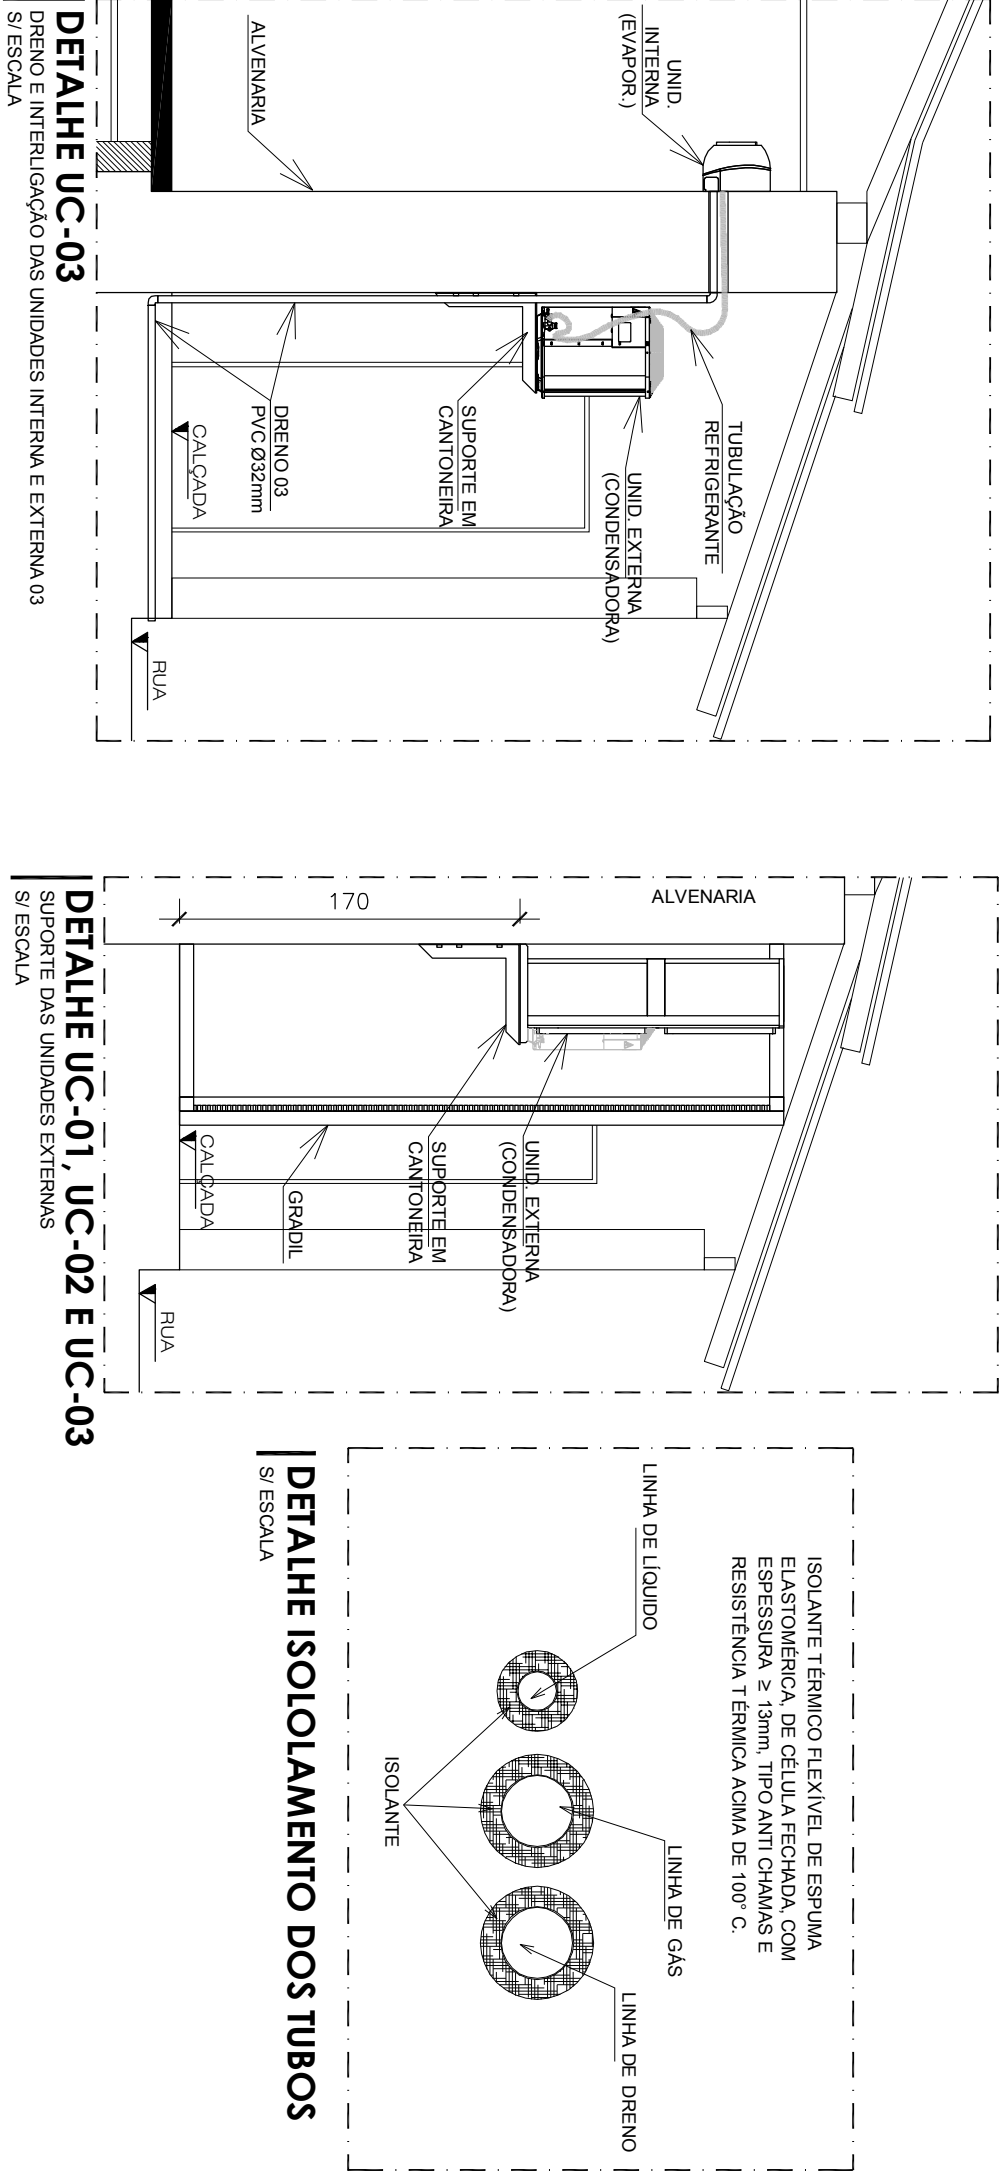 UNID.
INTERNA
(EVAPOR.)
ALVENARIA
TUBULAÇÃO
REFRIGERANTE
UNID. EXTERNA
(CONDENSADORA)
SUPORTE EM
CANTONEIRA
DRENO 03
PVC Ø32mm
CALÇADA
RUA
DETALHE UC-03
DRENO E INTERLIGAÇÃO DAS UNIDADES INTERNA E EXTERNA 03
S/ ESCALA
ALVENARIA
170
UNID. EXTERNA
(CONDENSADORA)
SUPORTE EM
CANTONEIRA
GRADIL
CALÇADA
RUA
DETALHE UC-01, UC-02 E UC-03
SUPORTE DAS UNIDADES EXTERNAS
S/ ESCALA
ISOLANTE TÉRMICO FLEXÍVEL DE ESPUMA
ELASTOMÉRICA, DE CÉLULA FECHADA, COM
ESPESSURA ≥ 13mm, TIPO ANTI CHAMAS E
RESISTÊNCIA TÉRMICA ACIMA DE 100° C.
LINHA DE LÍQUIDO
LINHA DE GÁS
LINHA DE DRENO
ISOLANTE
DETALHE ISOLOLAMENTO DOS TUBOS
S/ ESCALA